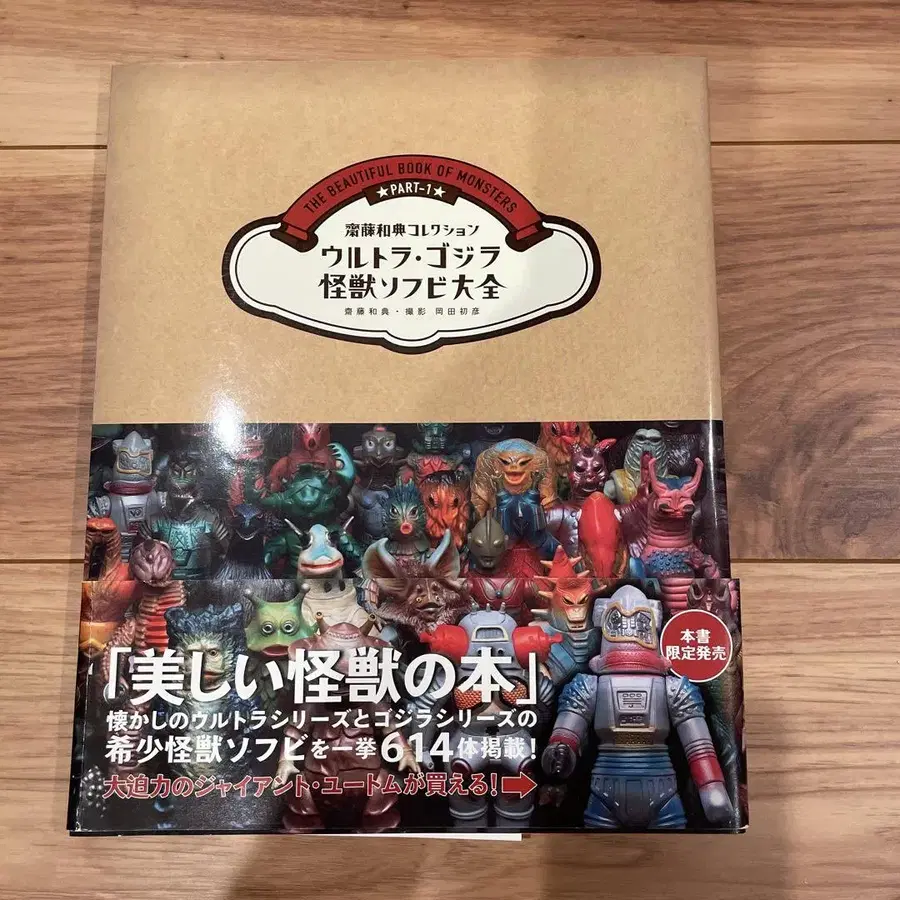 THE BEAUTIFUL BOOK OF MONSTERS
★PART-1★
齋藤和典コレクション
ウルトラ・ゴジラ
怪獣ソフビ大全
齋藤和典・撮影 岡田初彦
「美しい怪獣の本」
懐かしのウルトラシリーズとゴジラシリーズの
希少怪獣ソフビを一挙614体掲載!
大迫力のジャイアント・ユートムが買える!➡
本書
限定発売